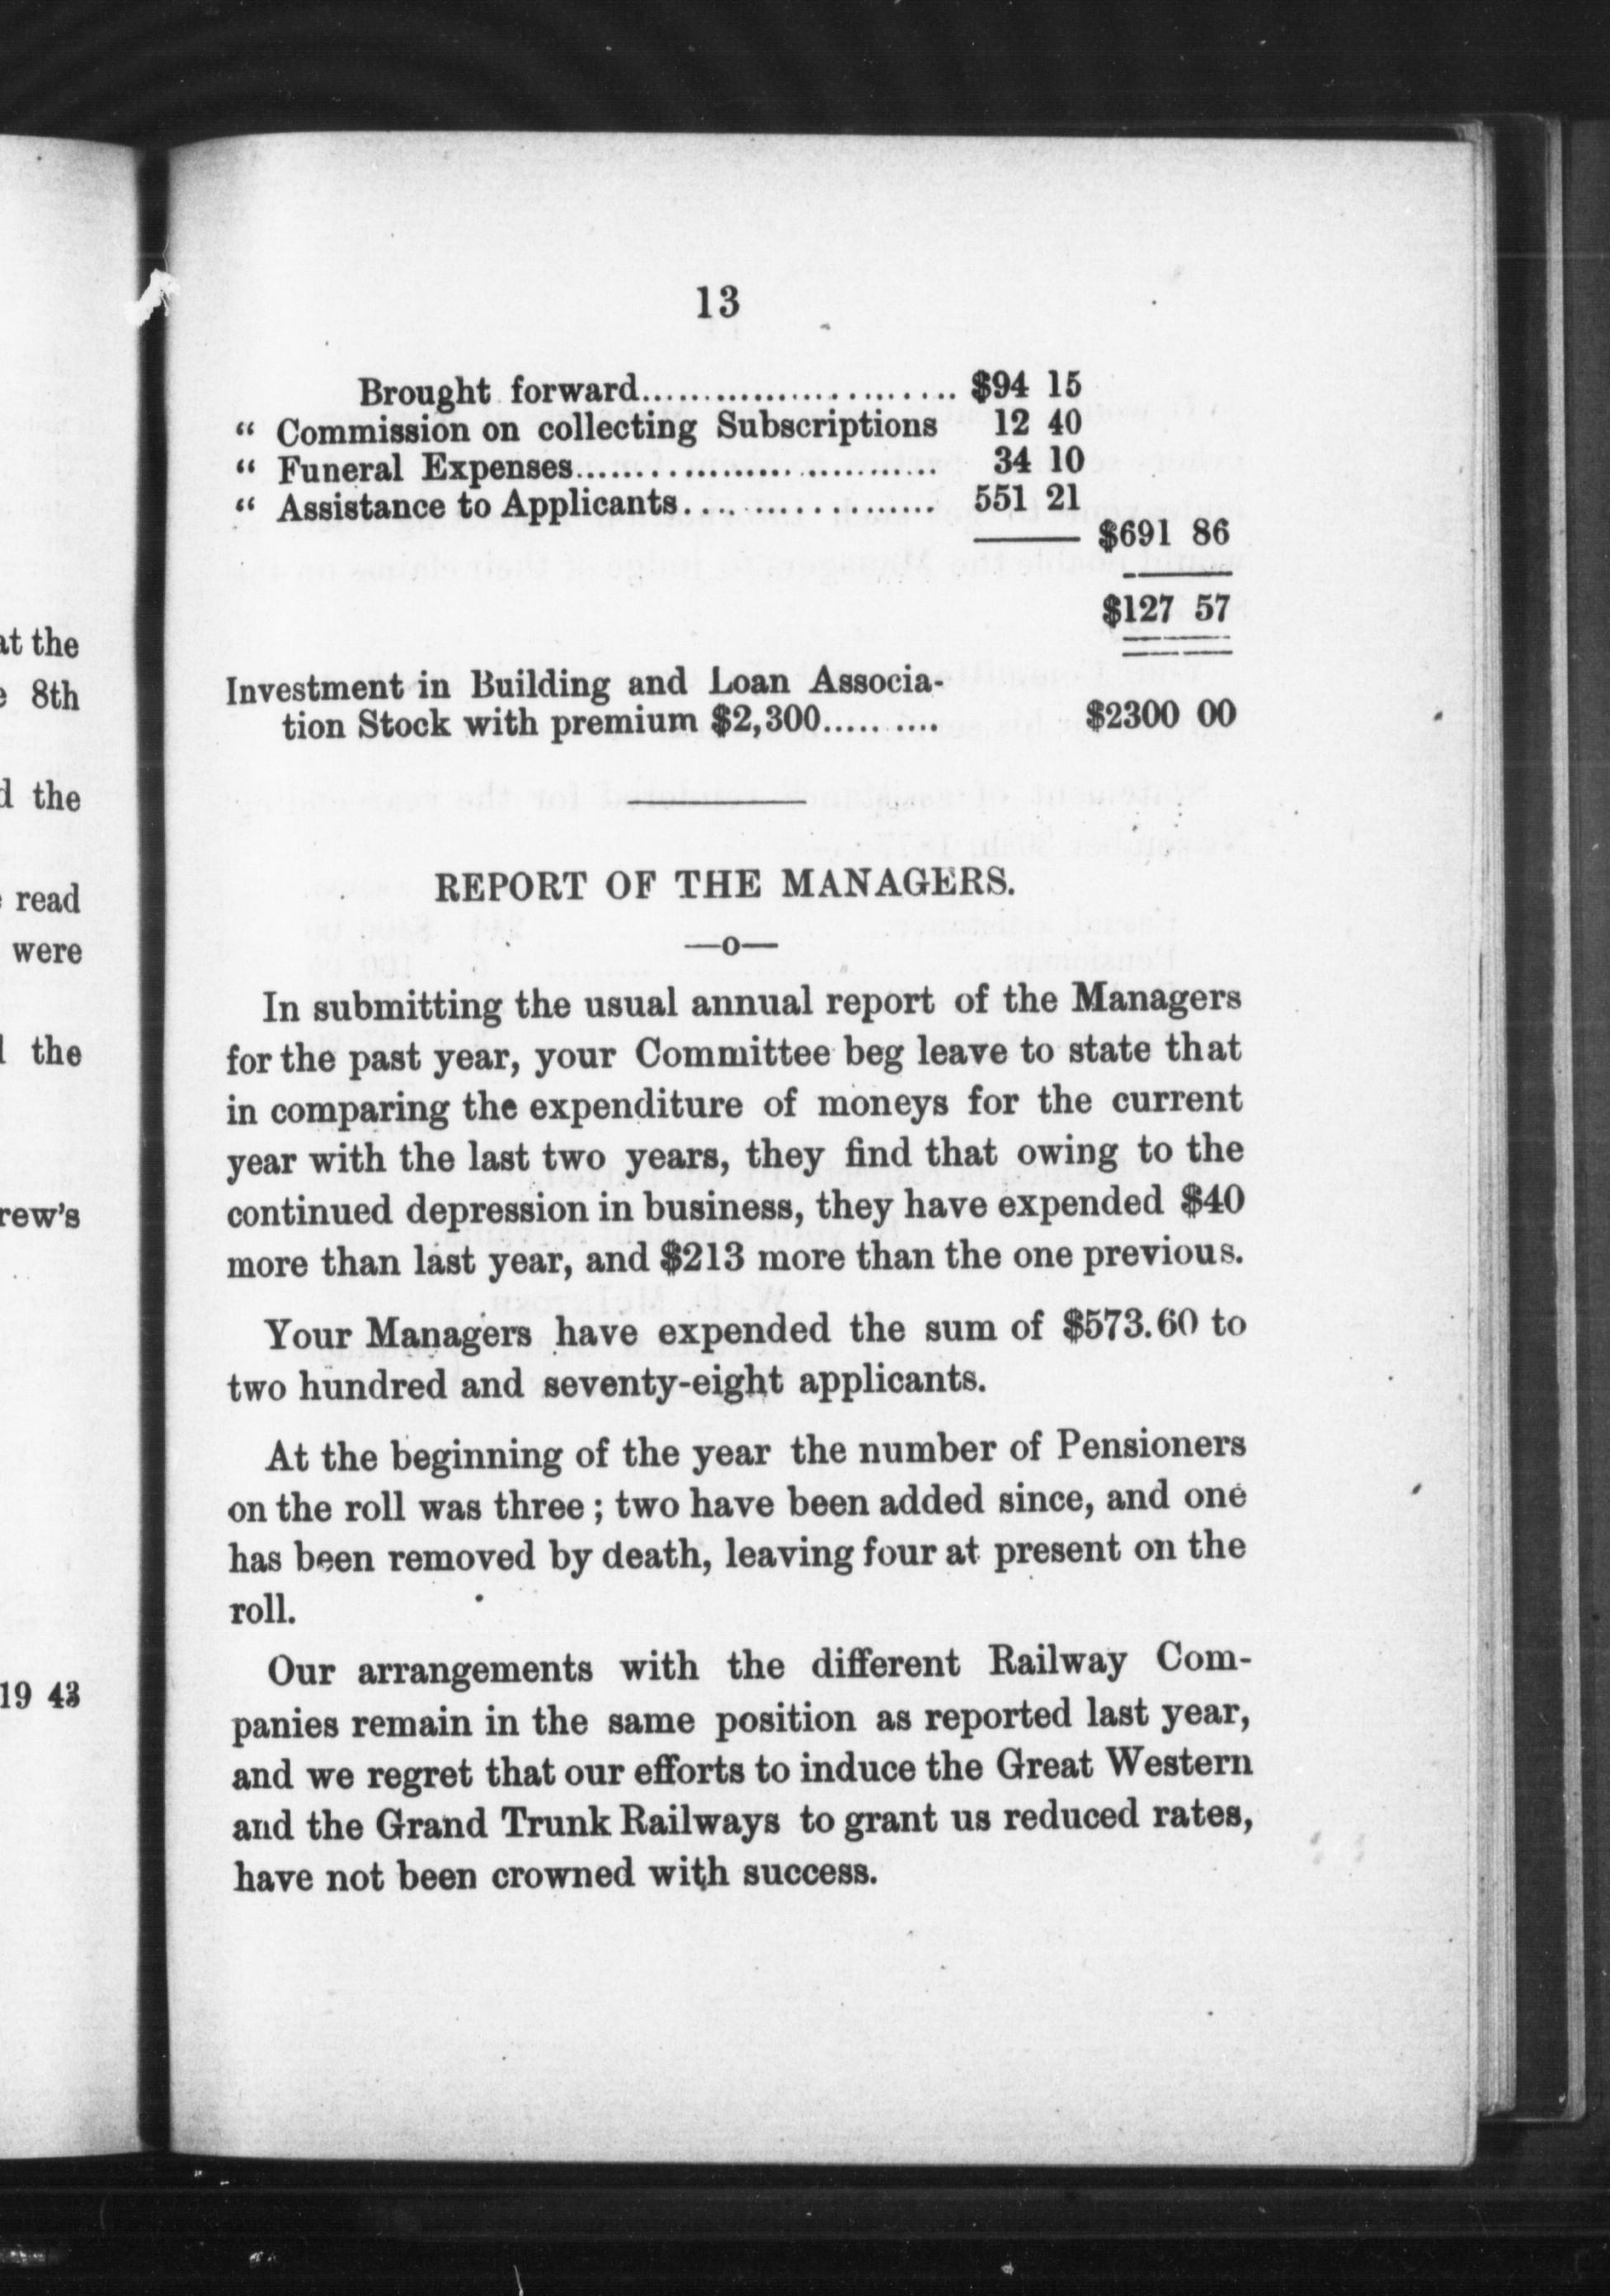 13
Brought forward........................ $94 15
“ Commission on collecting Subscriptions 12 40
“ Funeral Expenses............................. 34 10
“ Assistance to Applicants.................... 551 21
$691 86
$127 57
Investment in Building and Loan Associa-
tion Stock with premium $2,300......... $2300 00
REPORT OF THE MANAGERS.
—o—
In submitting the usual annual report of the Managers
for the past year, your Committee beg leave to state that
in comparing the expenditure of moneys for the current
year with the last two years, they find that owing to the
continued depression in business, they have expended $40
more than last year, and $213 more than the one previous.
Your Managers have expended the sum of $573.60 to
two hundred and seventy-eight applicants.
At the beginning of the year the number of Pensioners
on the roll was three ; two have been added since, and one
has been removed by death, leaving four at present on the
roll.
Our arrangements with the different Railway Com-
panies remain in the same position as reported last year,
and we regret that our efforts to induce the Great Western
and the Grand Trunk Railways to grant us reduced rates,
have not been crowned with success.
the
8th
the
read
were
the
19 43